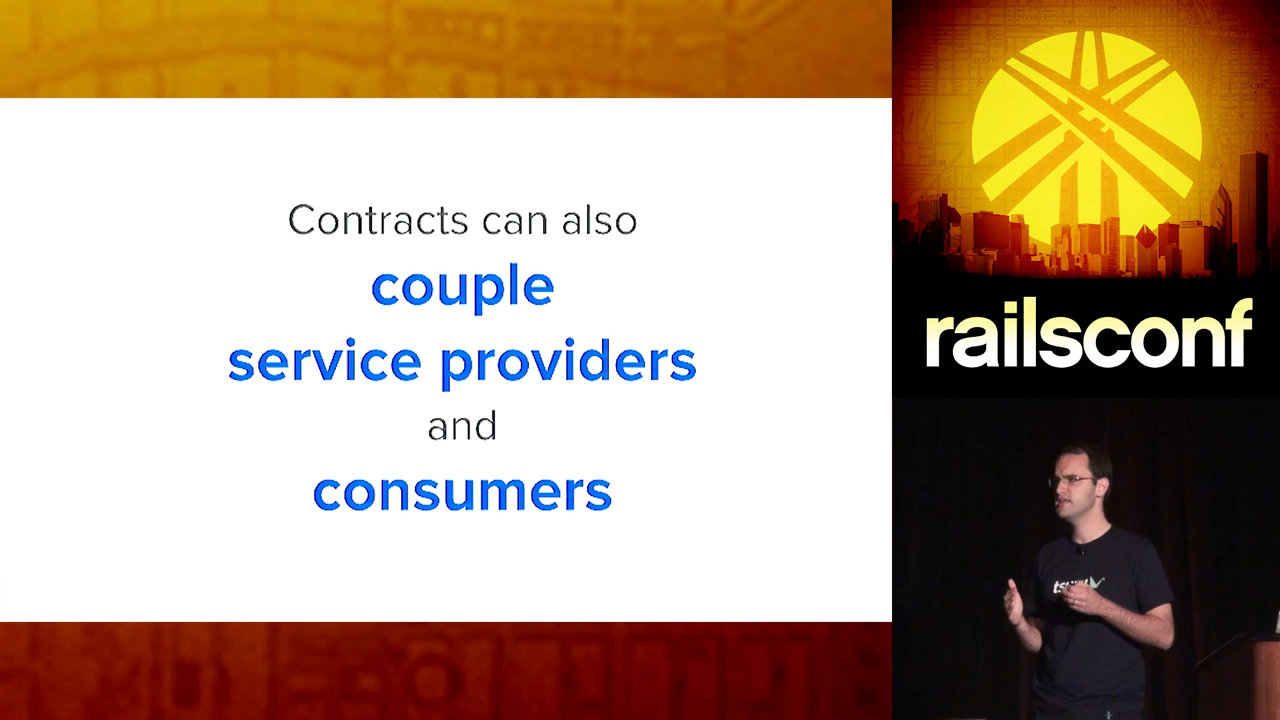 Contracts can also
couple
service providers
and
consumers
railsconf